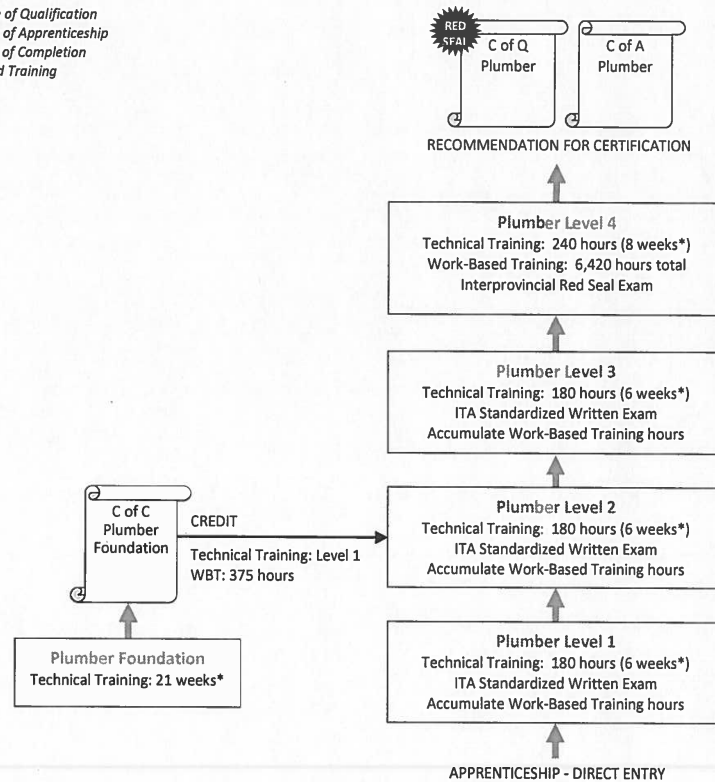 of Qualification
of Apprenticeship
of Completion
Training
RED
SEAL
C of Q
Plumber
C of A
Plumber
RECOMMENDATION FOR CERTIFICATION
Plumber Level 4
Technical Training: 240 hours (8 weeks*)
Work-Based Training: 6,420 hours total
Interprovincial Red Seal Exam
Plumber Level 3
Technical Training: 180 hours (6 weeks*)
ITA Standardized Written Exam
Accumulate Work-Based Training hours
C of C
Plumber
Foundation
CREDIT
Technical Training: Level 1
WBT: 375 hours
Plumber Level 2
Technical Training: 180 hours (6 weeks*)
ITA Standardized Written Exam
Accumulate Work-Based Training hours
Plumber Foundation
Technical Training: 21 weeks*
Plumber Level 1
Technical Training: 180 hours (6 weeks*)
ITA Standardized Written Exam
Accumulate Work-Based Training hours
APPRENTICESHIP - DIRECT ENTRY